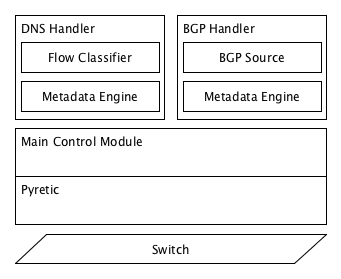 DNS Handler
Flow Classifier
Metadata Engine
BGP Handler
BGP Source
Metadata Engine
Main Control Module
Pyretic
Switch